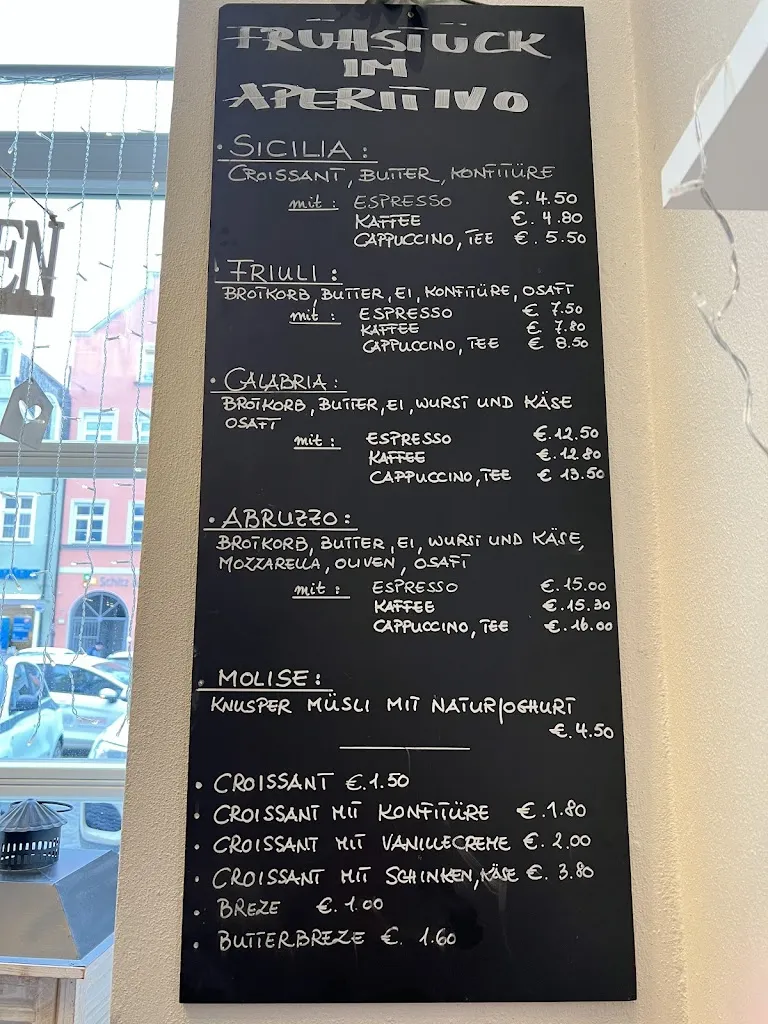 FRÜHSTÜCK
IM
APERITIVO
• SICILIA:
CROISSANT, BUTTER, KONFITÜRE
mit: ESPRESSO €. 4.50
KAFFEE €. 4.80
CAPPUCCINO, TEE €. 5.50
• FRIULI:
BROTKORB, BUTTER, EI, KONFITÜRE, OSAFT
mit: ESPRESSO € 7.50
KAFFEE €. 7.80
CAPPUCCINO, TEE € 8.50
• CALABRIA:
BROTKORB, BUTTER, EI, WURST UND KÄSE
OSAFT
mit: ESPRESSO €.12.50
KAFFEE €. 12.80
CAPPUCCINO, TEE € 13.50
• ABRUZZO:
BROTKORB, BUTTER, EI, WURST UND KÄSE,
MOZZARELLA, OLIVEN, OSAFT
mit: ESPRESSO €.15.00
KAFFEE €.15.30
CAPPUCCINO, TEE €.16.00
• MOLISE:
KNUSPER MÜSLI MIT NATURJOGHURT
€.4.50
• CROISSANT €.1.50
• CROISSANT MIT KONFITÜRE €.1.80
• CROISSANT MIT VANILLECREME €. 2.00
• CROISSANT MIT SCHINKEN, KÄSE €. 3.80
• BREZE €. 1.00
• BUTTERBREZE €. 1.60
EN